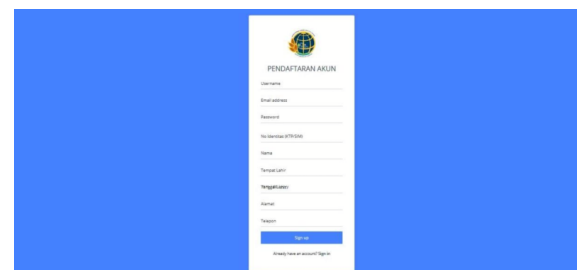 PENDAFTARAN AKUN
Username
Email address
Password
No Identitas (KTP/SIM)
Nama
Tempat Lahir
Alamat
Telepon
Sign up
Already have an account? Sign in